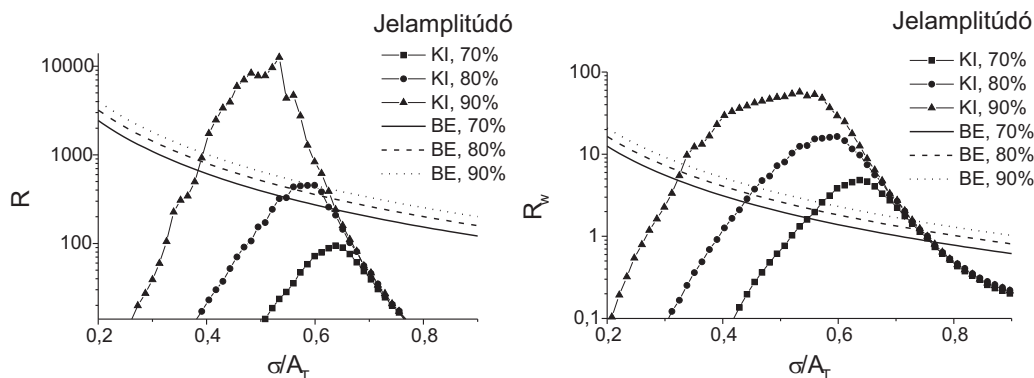 Jelamplitúdó
KI, 70%
KI, 80%
KI, 90%
BE, 70%
BE, 80%
BE, 90%
10000
1000
100
R
0,2
0,4
0,6
0,8
σ/A_T
Jelamplitúdó
KI, 70%
KI, 80%
KI, 90%
BE, 70%
BE, 80%
BE, 90%
100
10
1
0,1
R_w
0,2
0,4
0,6
0,8
σ/A_T